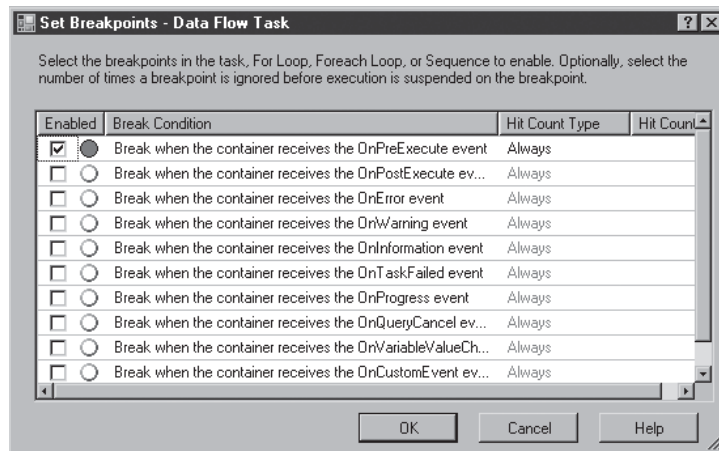 Set Breakpoints - Data Flow Task
Select the breakpoints in the task, For Loop, Foreach Loop, or Sequence to enable. Optionally, select the
number of times a breakpoint is ignored before execution is suspended on the breakpoint.
Enabled Break Condition Hit Count Type Hit Count
Break when the container receives the OnPreExecute event Always
Break when the container receives the OnPostExecute ev... Always
Break when the container receives the OnError event Always
Break when the container receives the OnWarning event Always
Break when the container receives the OnInformation event Always
Break when the container receives the OnTaskFailed event Always
Break when the container receives the OnProgress event Always
Break when the container receives the OnQueryCancel ev... Always
Break when the container receives the OnVariableValueCh... Always
Break when the container receives the OnCustomEvent ev... Always
OK Cancel Help